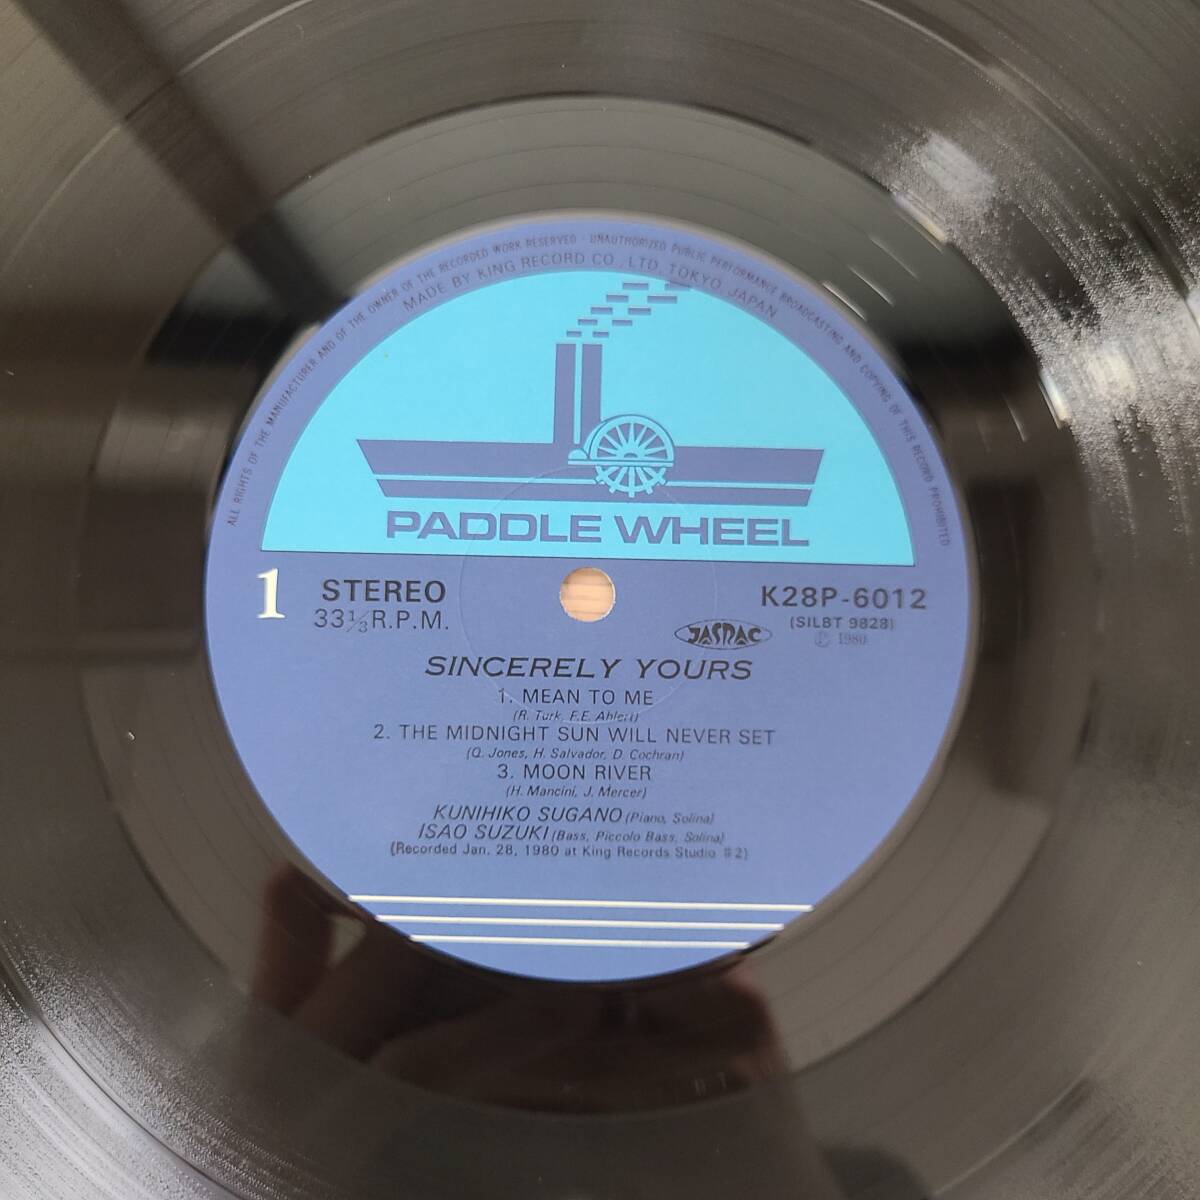 ALL RIGHTS OF THE MANUFACTURER AND OF THE OWNER OF THE RECORDED WORK RESERVED · UNAUTHORIZED PUBLIC PERFORMANCE BROADCASTING AND COPYING OF THIS RECORD PROHIBITED
MADE BY KING RECORD CO., LTD. TOKYO, JAPAN
PADDLE WHEEL
1 STEREO
33 1/3 R.P.M.
K28P-6012
(SILBT 9828)
Ⓟ 1980
JASRAC
SINCERELY YOURS
1. MEAN TO ME
(R. Turk, F.E. Ahlert)
2. THE MIDNIGHT SUN WILL NEVER SET
(Q. Jones, H. Salvador, D. Cochran)
3. MOON RIVER
(H. Mancini, J. Mercer)
KUNIHIKO SUGANO (Piano, Solina)
ISAO SUZUKI (Bass, Piccolo Bass, Solina)
(Recorded Jan. 28, 1980 at King Records Studio #2)